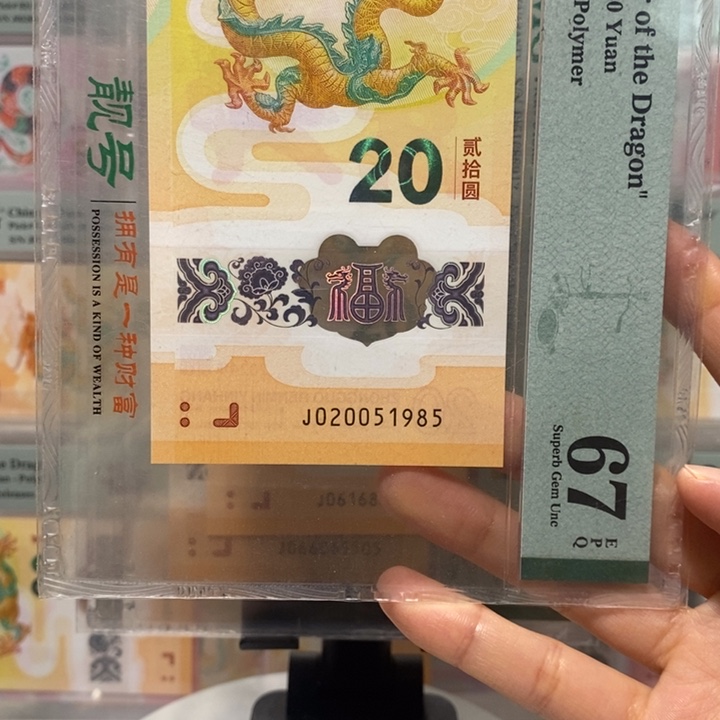 靓号
拥有是一种财富
POSSESSION IS A KIND OF WEALTH
20
贰拾圆
福
J020051985
of the Dragon"
0 Yuan
Polymer
67
EPQ
Superb Gem Unc
J06168